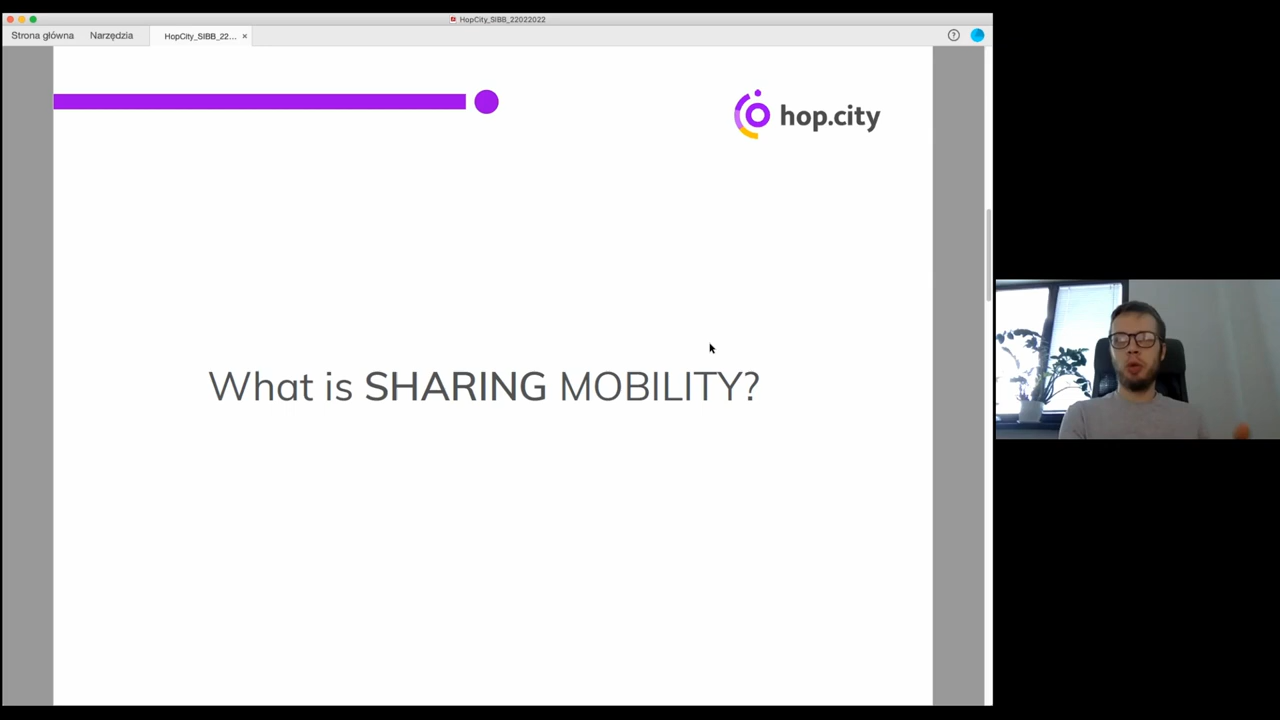 HopCity_SIBB_22022022
Strona główna
Narzędzia
HopCity_SIBB_22...
hop.city
What is SHARING MOBILITY?